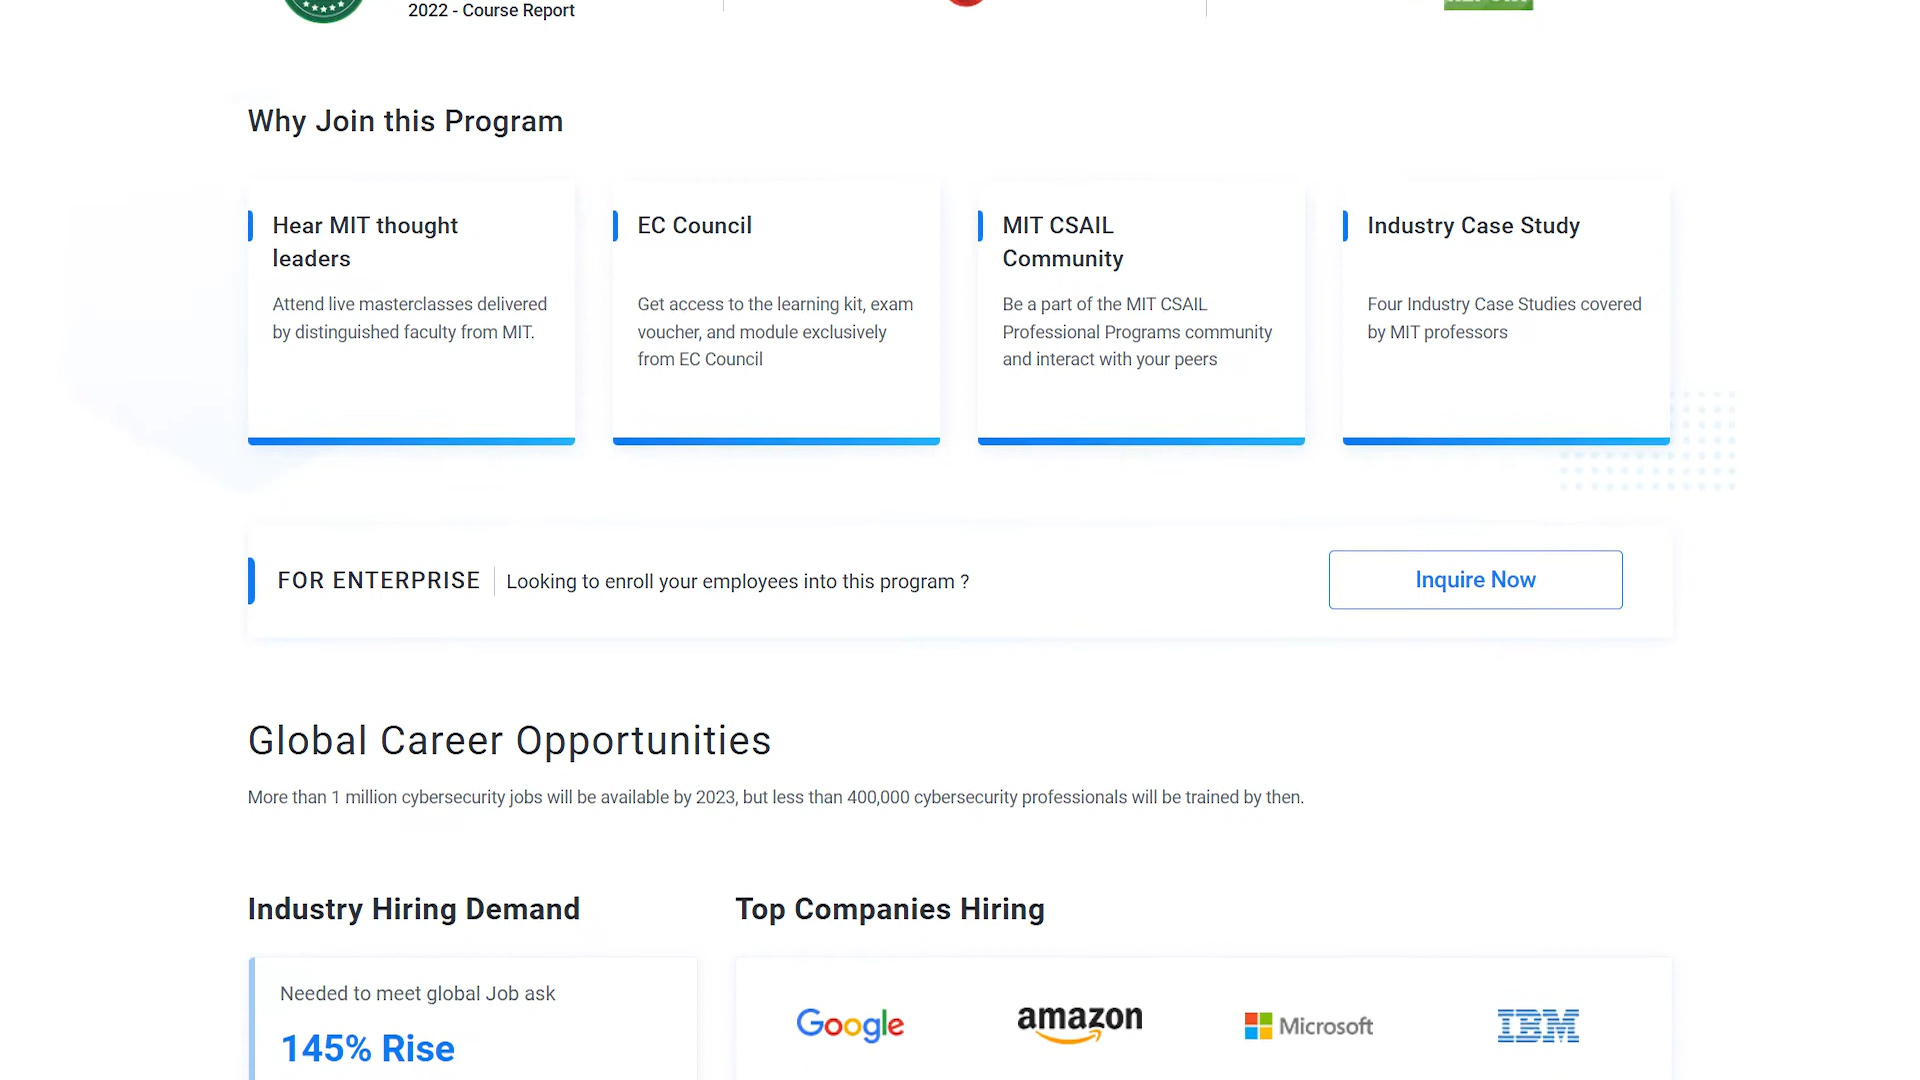 2022 - Course Report
Why Join this Program
Hear MIT thought
leaders
Attend live masterclasses delivered
by distinguished faculty from MIT.
EC Council
Get access to the learning kit, exam
voucher, and module exclusively
from EC Council
MIT CSAIL
Community
Be a part of the MIT CSAIL
Professional Programs community
and interact with your peers
Industry Case Study
Four Industry Case Studies covered
by MIT professors
FOR ENTERPRISE
Looking to enroll your employees into this program ?
Inquire Now
Global Career Opportunities
More than 1 million cybersecurity jobs will be available by 2023, but less than 400,000 cybersecurity professionals will be trained by then.
Industry Hiring Demand
Needed to meet global Job ask
145% Rise
Top Companies Hiring
Google
amazon
Microsoft
IBM